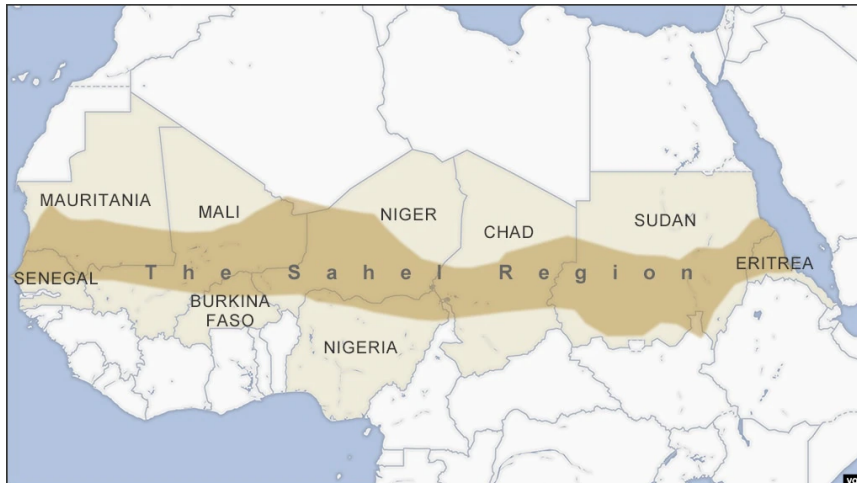 MAURITANIA
MALI
NIGER
CHAD
SUDAN
The Sahel Region
SENEGAL
ERITREA
BURKINA
FASO
NIGERIA